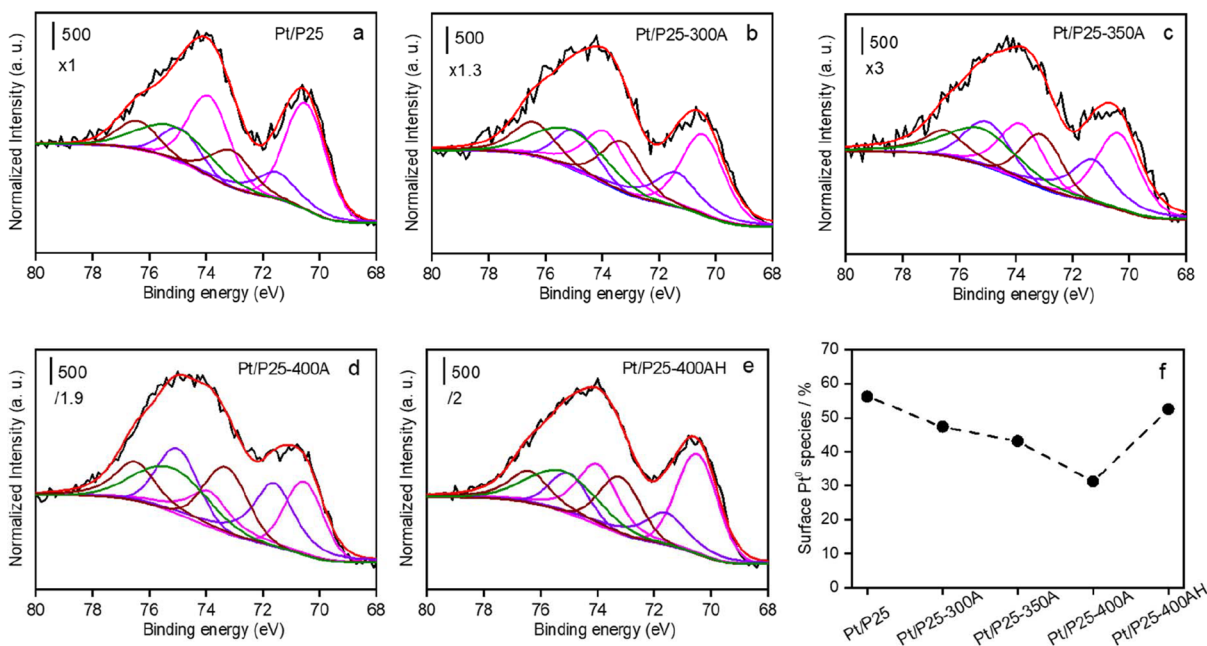 500
x1
Pt/P25
a
Normalized Intensity (a. u.)
80 78 76 74 72 70 68
Binding energy (eV)
500
x1.3
Pt/P25-300A
b
Normalized Intensity (a. u.)
80 78 76 74 72 70 68
Binding energy (eV)
500
x3
Pt/P25-350A
c
Normalized Intensity (a. u.)
80 78 76 74 72 70 68
Binding energy (eV)
500
/1.9
Pt/P25-400A
d
Normalized Intensity (a. u.)
80 78 76 74 72 70 68
Binding energy (eV)
500
/2
Pt/P25-400AH
e
Normalized Intensity (a. u.)
80 78 76 74 72 70 68
Binding energy (eV)
f
Surface Pt⁰ species / %
70
60
50
40
30
20
10
0
Pt/P25
Pt/P25-300A
Pt/P25-350A
Pt/P25-400A
Pt/P25-400AH